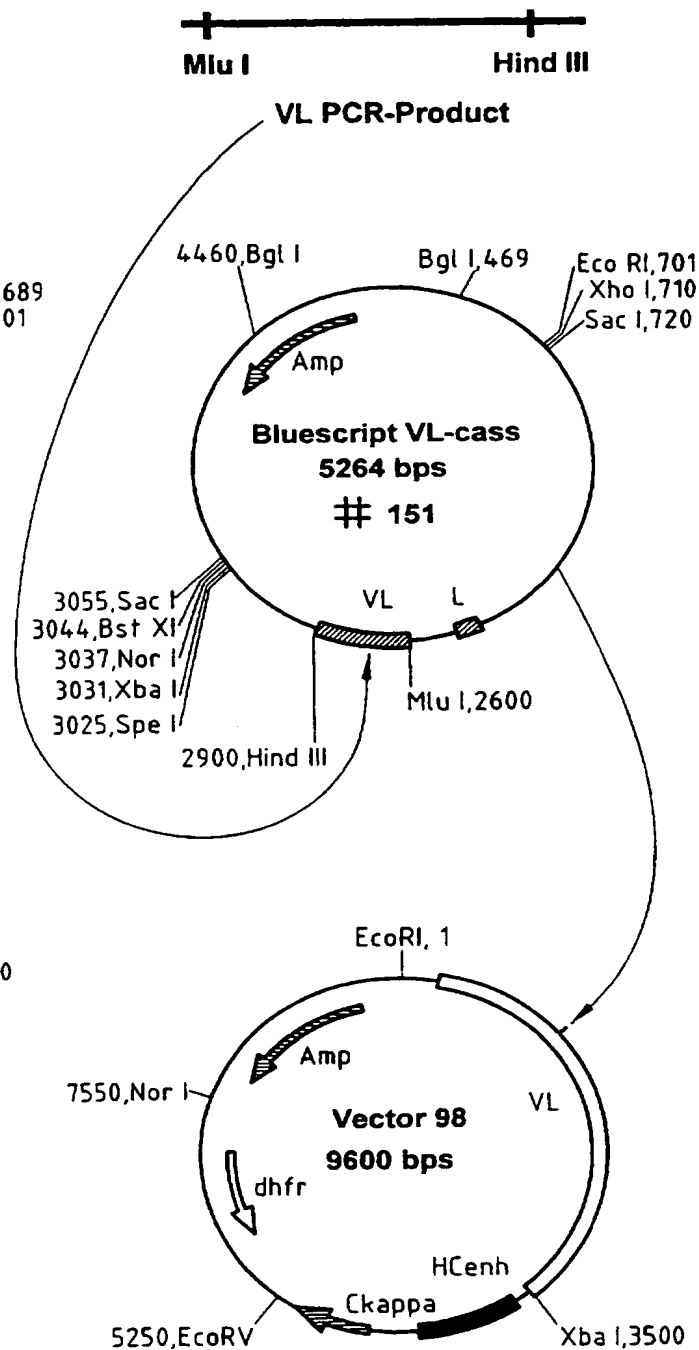 Mlu I
Hind III
VL PCR-Product
4460,Bgl I
Bgl I,469
Eco RI,701
Xho I,710
Sac I,720
689
01
Amp
Bluescript VL-cass
5264 bps
# 151
3055,Sac I
3044,Bst XI
3037,Nor I
3031,Xba I
3025,Spe I
VL
L
Mlu I,2600
2900,Hind III
EcoRI, 1
0
Amp
7550,Nor I
VL
Vector 98
9600 bps
dhfr
HCenh
Ckappa
5250,EcoRV
Xba I,3500